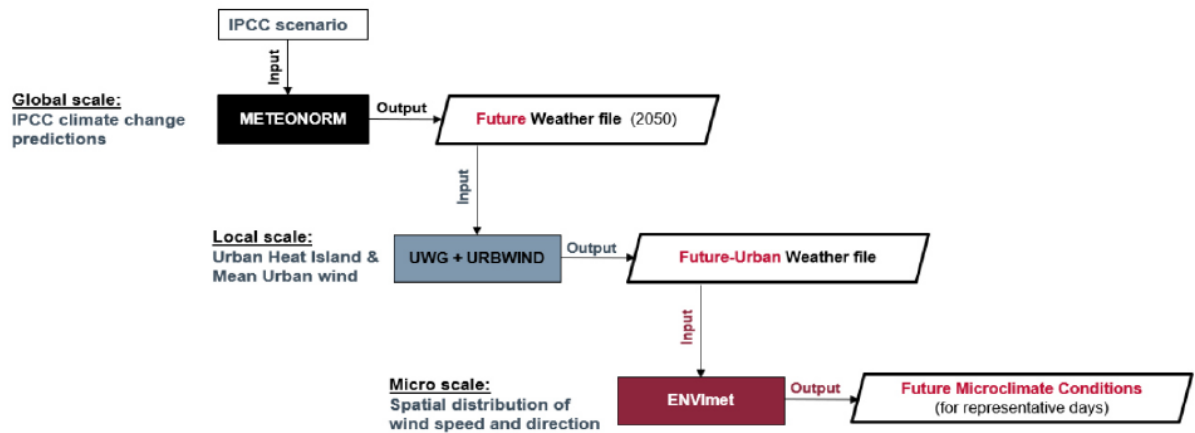 IPCC scenario
Input
Global scale:
IPCC climate change
predictions
METEONORM
Output
Future Weather file (2050)
Input
Local scale:
Urban Heat Island &
Mean Urban wind
UWG + URBWIND
Output
Future-Urban Weather file
Input
Micro scale:
Spatial distribution of
wind speed and direction
ENVImet
Output
Future Microclimate Conditions
(for representative days)